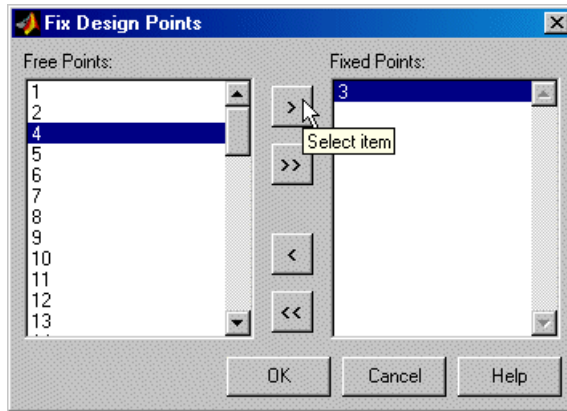 Fix Design Points
Free Points:
1
2
4
5
6
7
8
9
10
11
12
13
>
Select item
>>
<
<<
Fixed Points:
3
OK
Cancel
Help